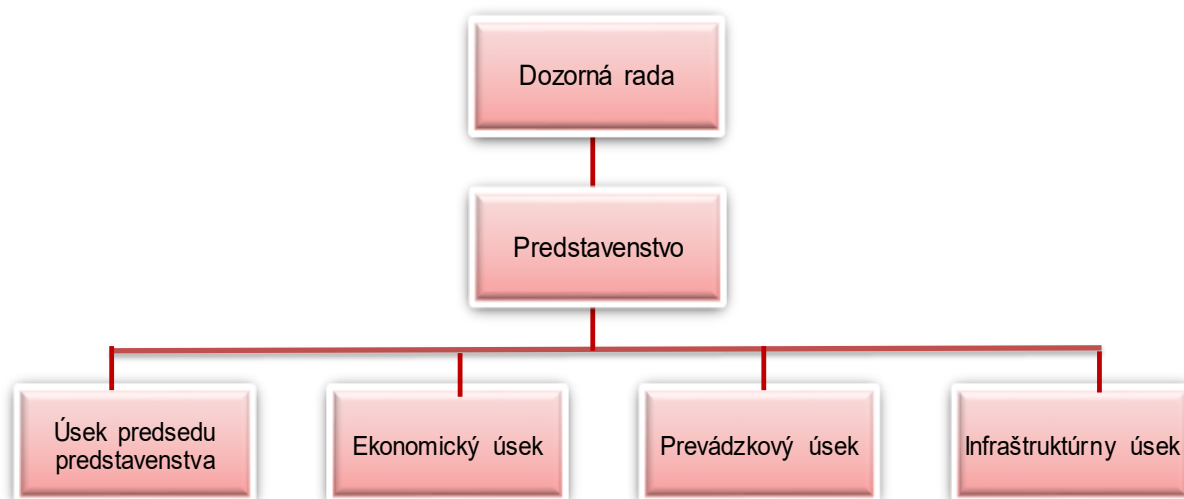 Dozorná rada
Predstavenstvo
Úsek predsedu
predstavenstva
Ekonomický úsek
Prevádzkový úsek
Infraštruktúrny úsek